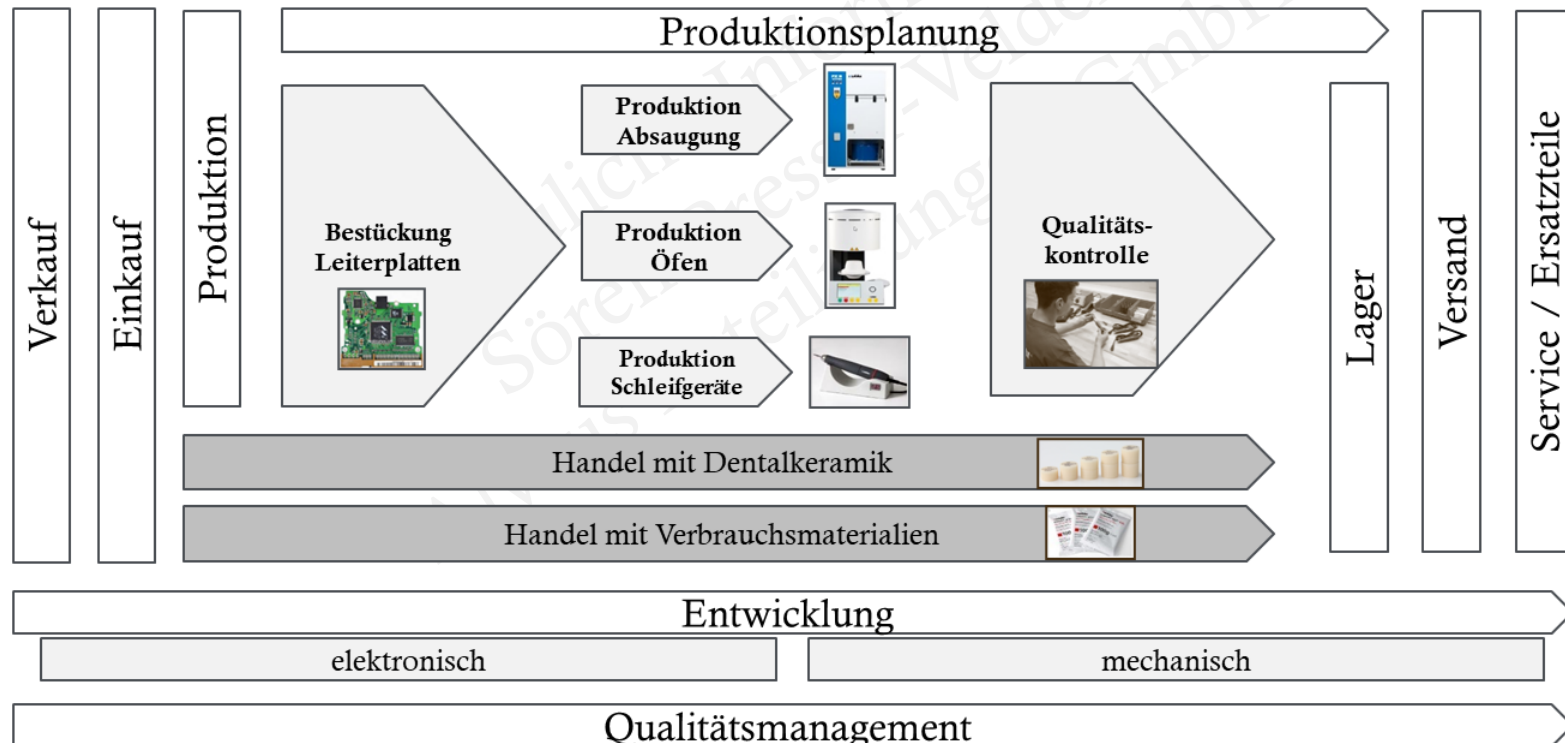 Produktionsplanung
Verkauf
Einkauf
Produktion
Bestückung
Leiterplatten
Produktion
Absaugung
Produktion
Öfen
Produktion
Schleifgeräte
Qualitäts-
kontrolle
Lager
Versand
Service / Ersatzteile
Handel mit Dentalkeramik
Handel mit Verbrauchsmaterialien
Entwicklung
elektronisch
mechanisch
Qualitätsmanagement